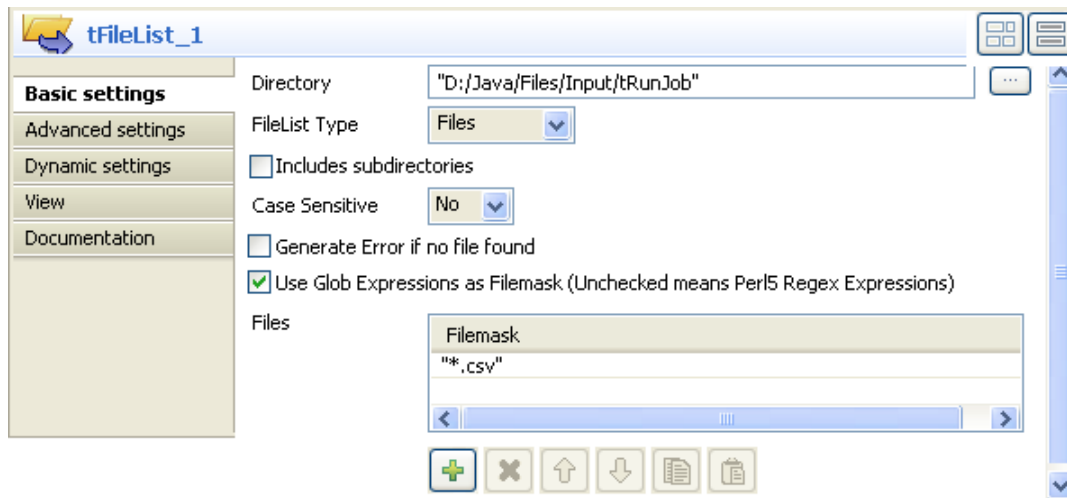 tFileList_1
Basic settings
Advanced settings
Dynamic settings
View
Documentation
Directory "D:/Java/Files/Input/tRunJob" ...
FileList Type Files
Includes subdirectories
Case Sensitive No
Generate Error if no file found
Use Glob Expressions as Filemask (Unchecked means Perl5 Regex Expressions)
Files
Filemask
"*.csv"